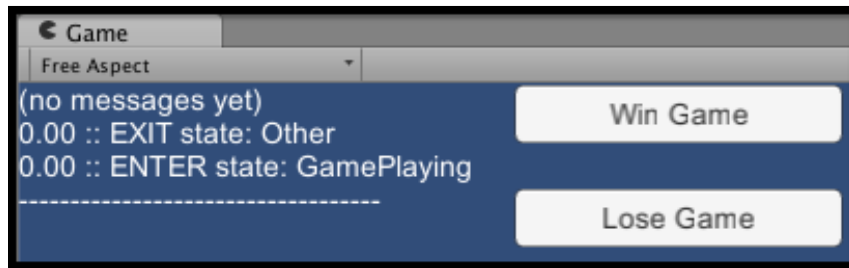 Game
Free Aspect
(no messages yet)
0.00 :: EXIT state: Other
0.00 :: ENTER state: GamePlaying
-----------------------------------
Win Game
Lose Game